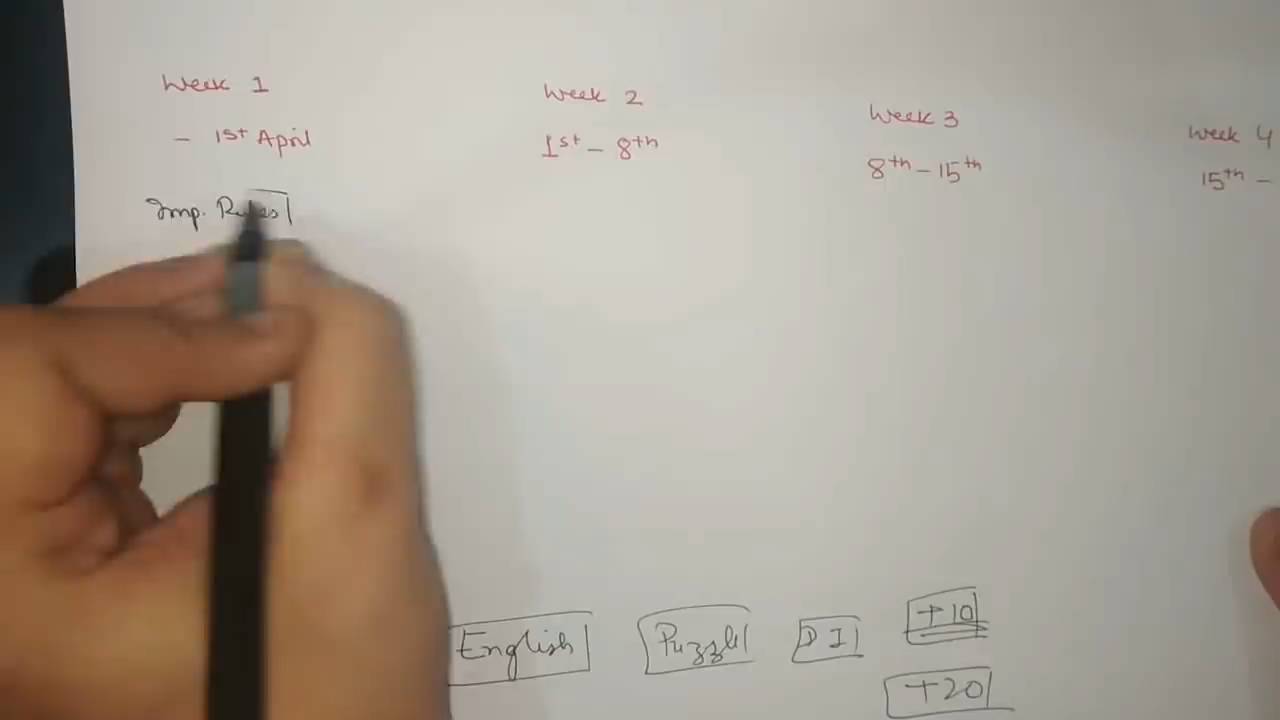 Week 1
- 1st April
Imp. Rules
Week 2
1st - 8th
Week 3
8th - 15th
Week 4
15th -
English
Puzzle
DI
+10
+20